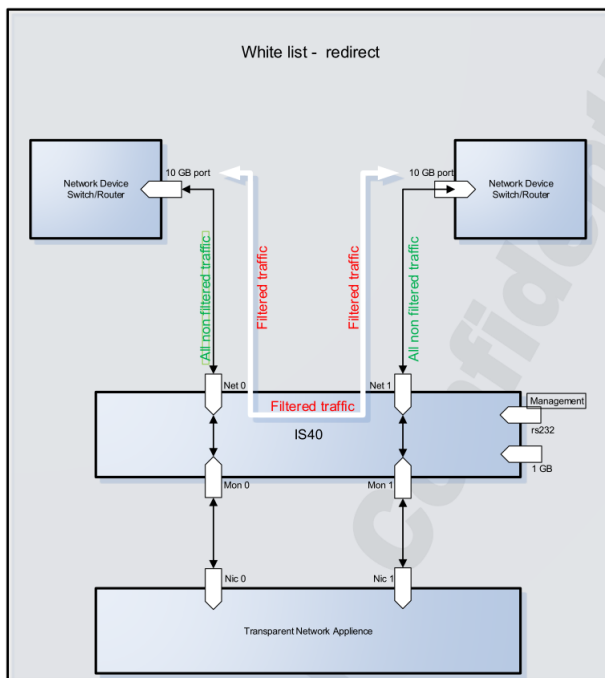 White list - redirect
10 GB port
10 GB port
Network Device
Switch/Router
Network Device
Switch/Router
All non filtered traffic
Filtered traffic
Filtered traffic
All non filtered traffic
Net 0
Net 1
Filtered traffic
Management
IS40
rs232
1 GB
Mon 0
Mon 1
Nic 0
Nic 1
Transparent Network Applience
Confidenti